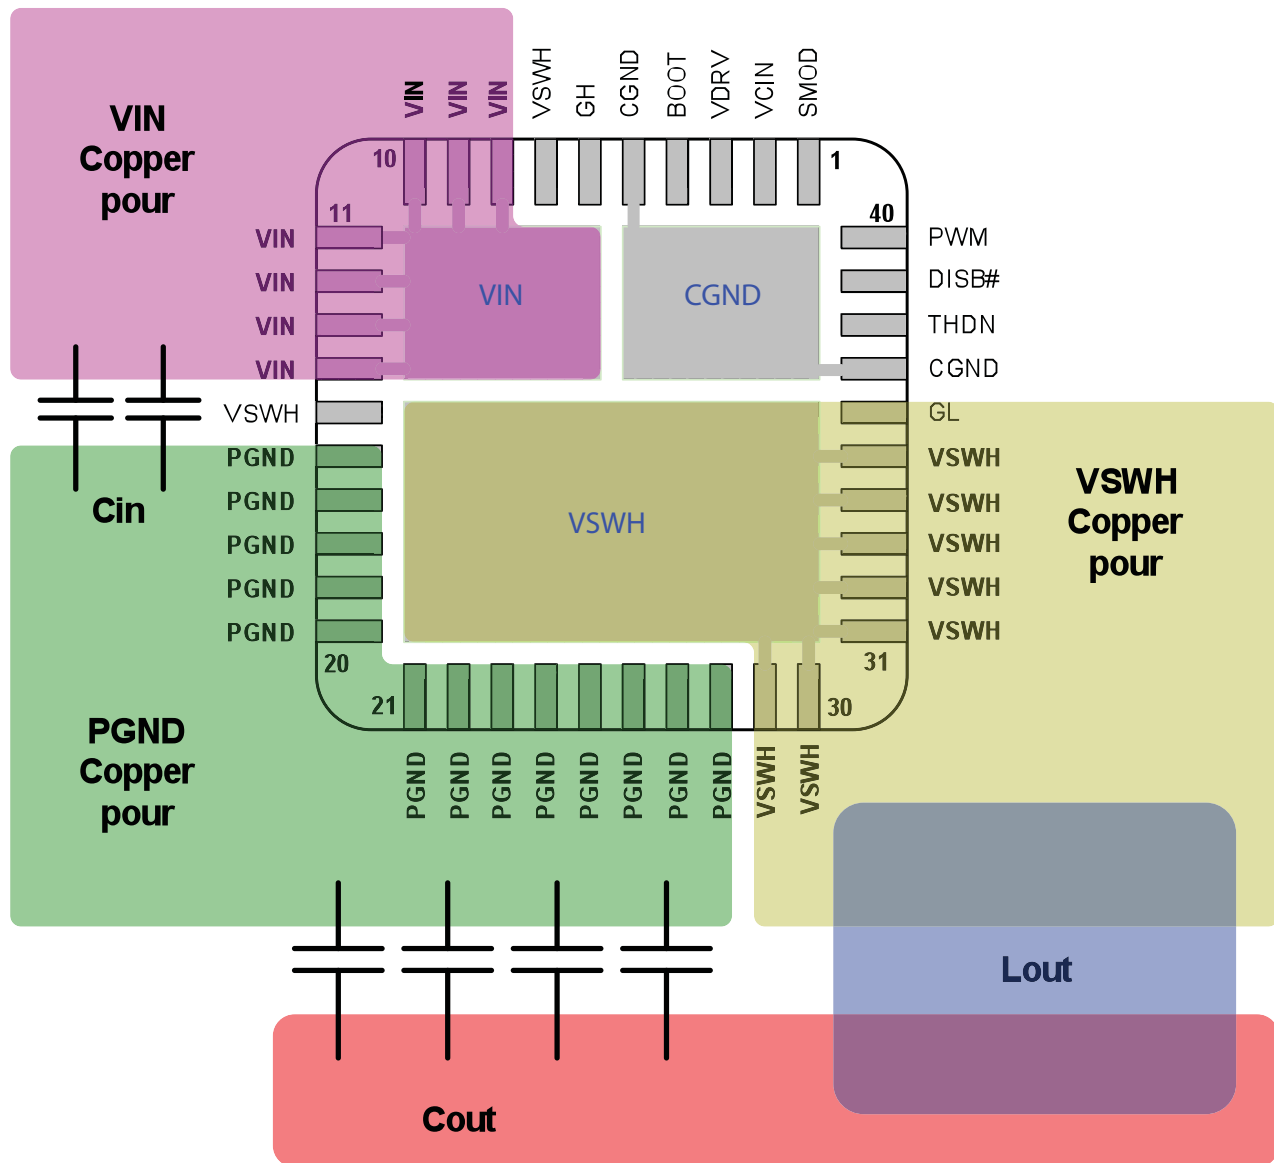 VIN
Copper
pour
VIN
VIN
VIN
VSWH
GH
CGND
BOOT
VDRV
VCIN
SMOD
10
1
11
40
VIN
VIN
VIN
VIN
VSWH
PGND
PGND
PGND
PGND
PGND
VIN
CGND
VSWH
PWM
DISB#
THDN
CGND
GL
VSWH
VSWH
VSWH
VSWH
VSWH
VSWH
Copper
pour
Cin
20
31
21
30
PGND
Copper
pour
PGND
PGND
PGND
PGND
PGND
PGND
PGND
PGND
VSWH
VSWH
Lout
Cout